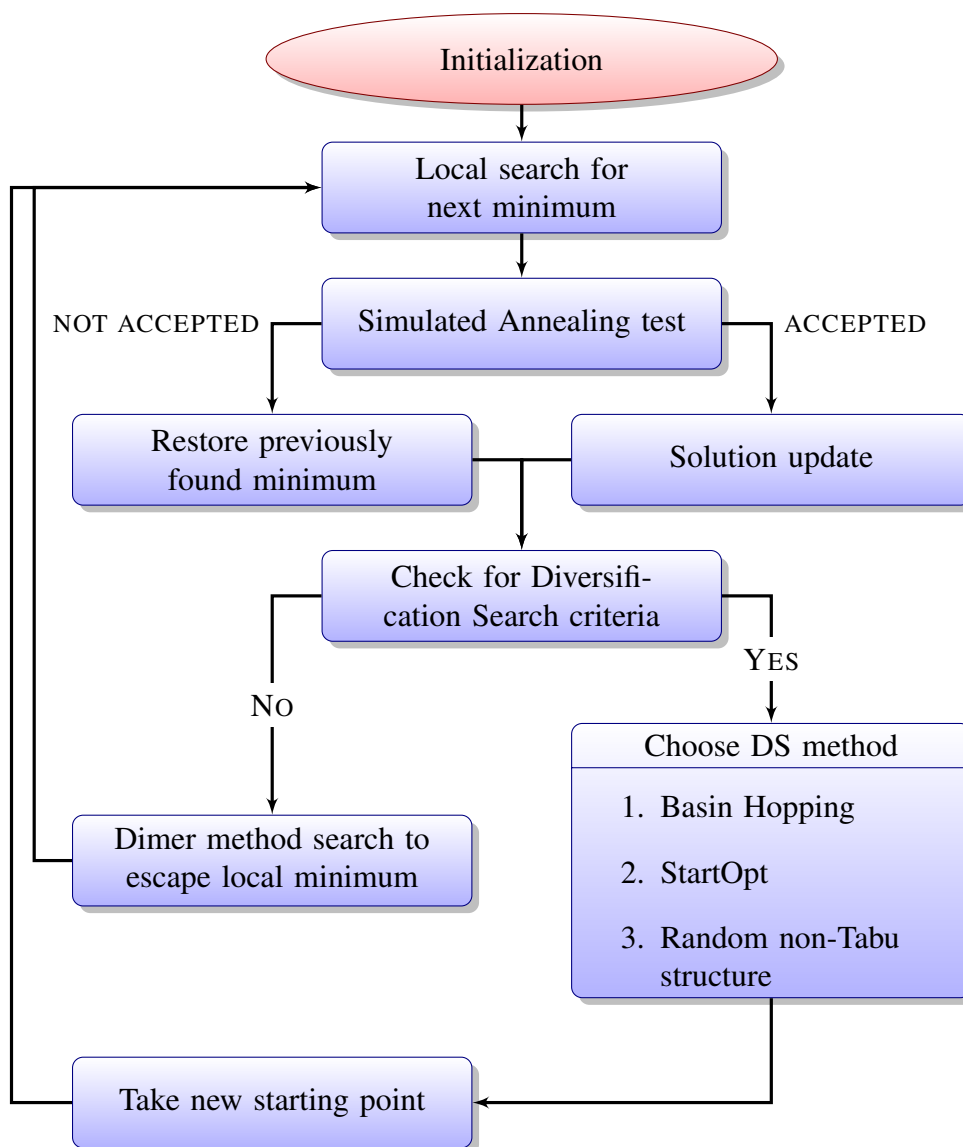 Initialization
Local search for
next minimum
NOT ACCEPTED
Simulated Annealing test
ACCEPTED
Restore previously
found minimum
Solution update
Check for Diversifi-
cation Search criteria
YES
NO
Choose DS method
1. Basin Hopping
2. StartOpt
3. Random non-Tabu
structure
Dimer method search to
escape local minimum
Take new starting point